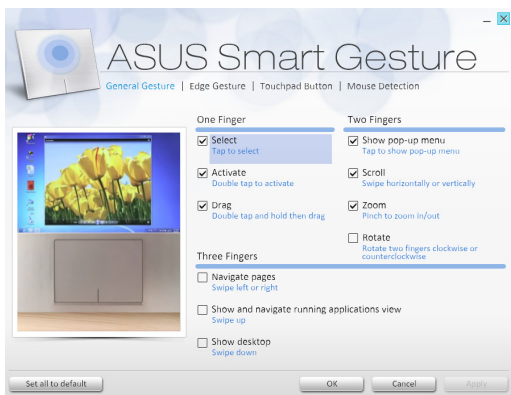 ASUS Smart Gesture
General Gesture | Edge Gesture | Touchpad Button | Mouse Detection
One Finger
Select
Tap to select
Activate
Double tap to activate
Drag
Double tap and hold then drag
Two Fingers
Show pop-up menu
Tap to show pop-up menu
Scroll
Swipe horizontally or vertically
Zoom
Pinch to zoom in/out
Rotate
Rotate two fingers clockwise or
counterclockwise
Three Fingers
Navigate pages
Swipe left or right
Show and navigate running applications view
Swipe up
Show desktop
Swipe down
Set all to default
OK
Cancel
Apply